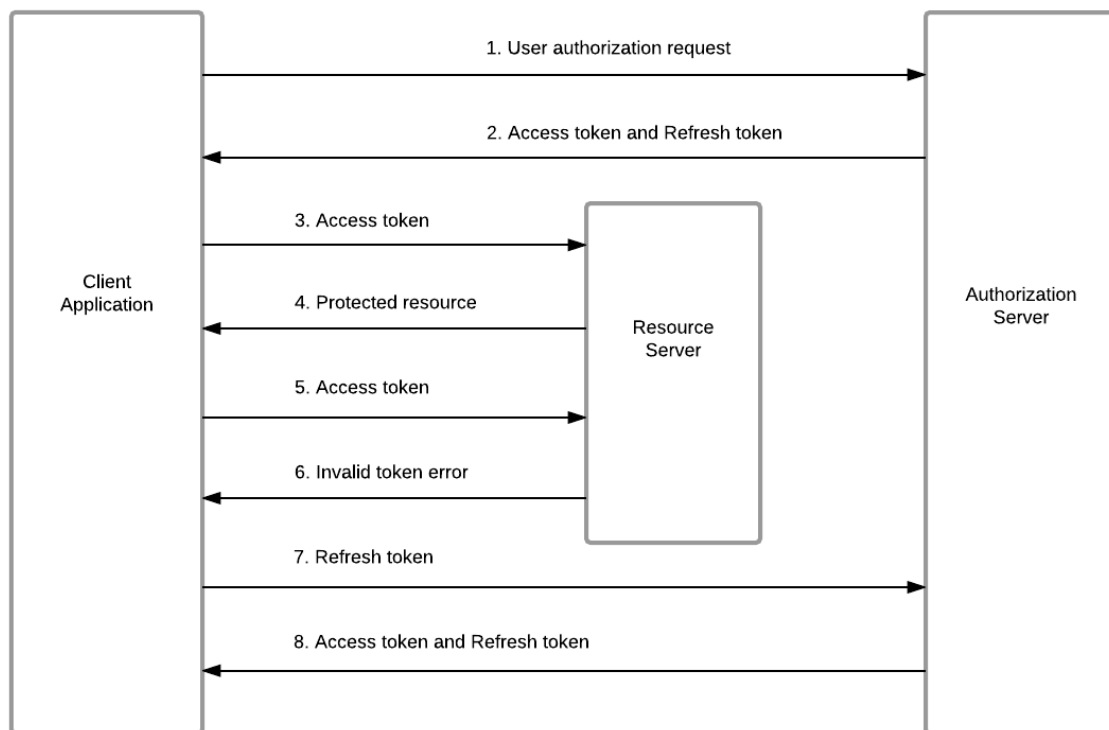 1. User authorization request
2. Access token and Refresh token
3. Access token
Client
Application
4. Protected resource
Authorization
Server
Resource
Server
5. Access token
6. Invalid token error
7. Refresh token
8. Access token and Refresh token